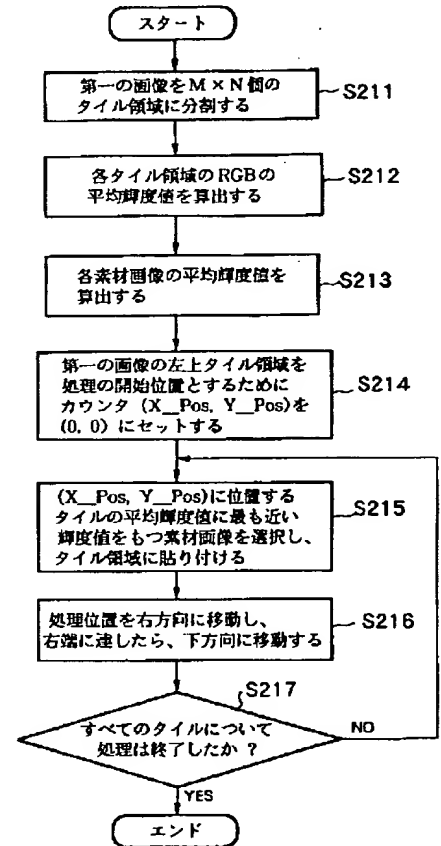 スタート
第一の画像をM×N個の
タイル領域に分割する
S211
各タイル領域のRGBの
平均輝度値を算出する
S212
各素材画像の平均輝度値を
算出する
S213
第一の画像の左上タイル領域を
処理の開始位置とするために
カウンタ (X__Pos, Y__Pos)を
(0, 0) にセットする
S214
(X__Pos, Y__Pos)に位置する
タイルの平均輝度値に最も近い
輝度値をもつ素材画像を選択し、
タイル領域に貼り付ける
S215
処理位置を右方向に移動し、
右端に達したら、下方向に移動する
S216
S217
すべてのタイルについて
処理は終了したか ?
NO
YES
エンド